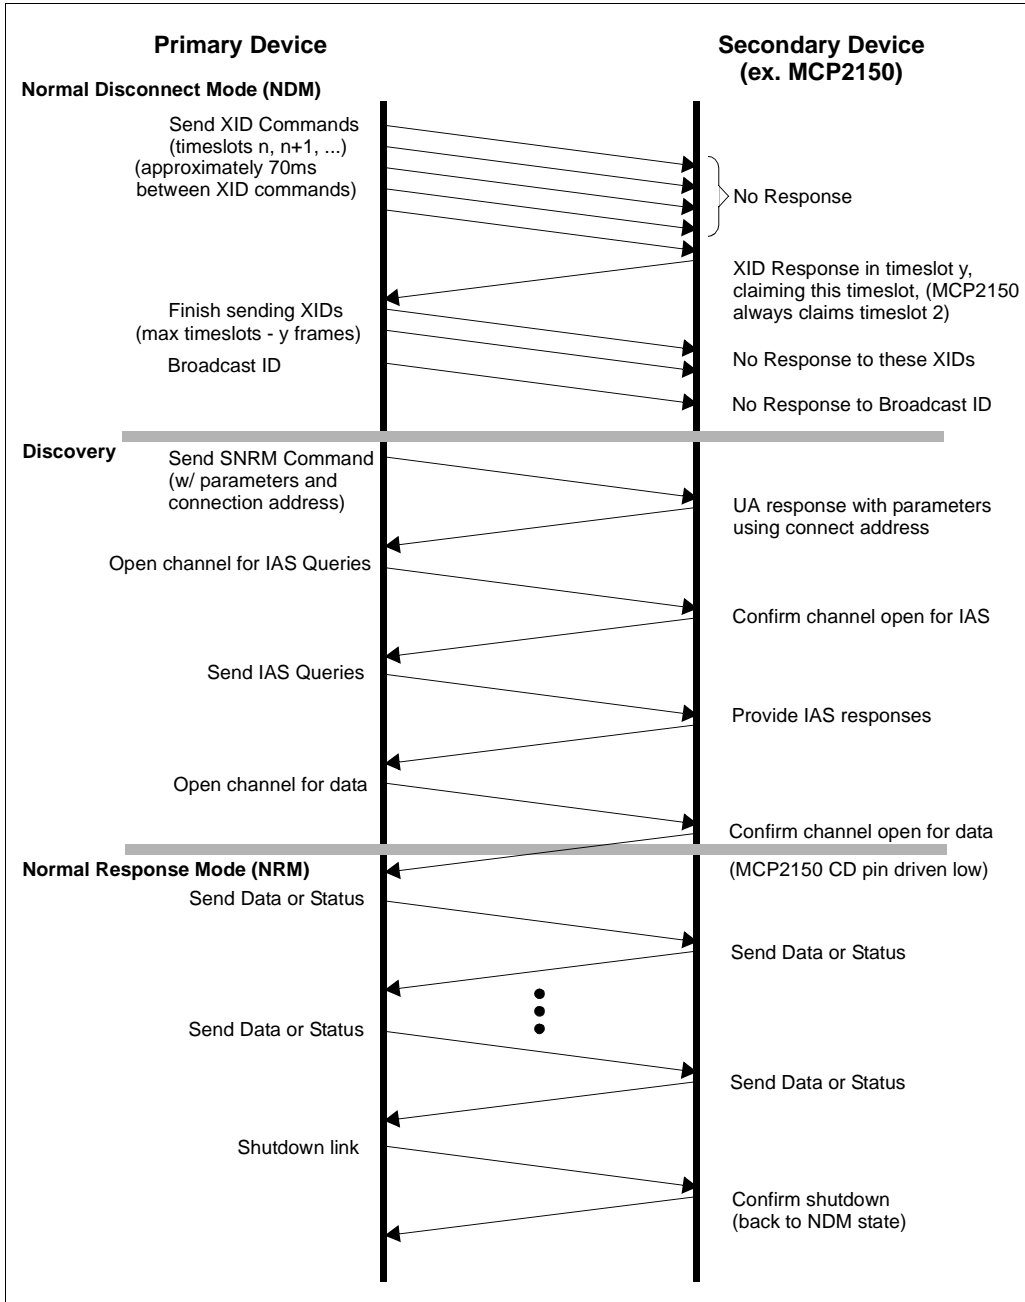 Primary Device
Secondary Device
(ex. MCP2150)
Normal Disconnect Mode (NDM)
Send XID Commands
(timeslots n, n+1, ...)
(approximately 70ms
between XID commands)
No Response
XID Response in timeslot y,
claiming this timeslot, (MCP2150
always claims timeslot 2)
Finish sending XIDs
(max timeslots - y frames)
No Response to these XIDs
Broadcast ID
No Response to Broadcast ID
Discovery
Send SNRM Command
(w/ parameters and
connection address)
UA response with parameters
using connect address
Open channel for IAS Queries
Confirm channel open for IAS
Send IAS Queries
Provide IAS responses
Open channel for data
Confirm channel open for data
Normal Response Mode (NRM)
(MCP2150 CD pin driven low)
Send Data or Status
Send Data or Status
Send Data or Status
Send Data or Status
Shutdown link
Confirm shutdown
(back to NDM state)